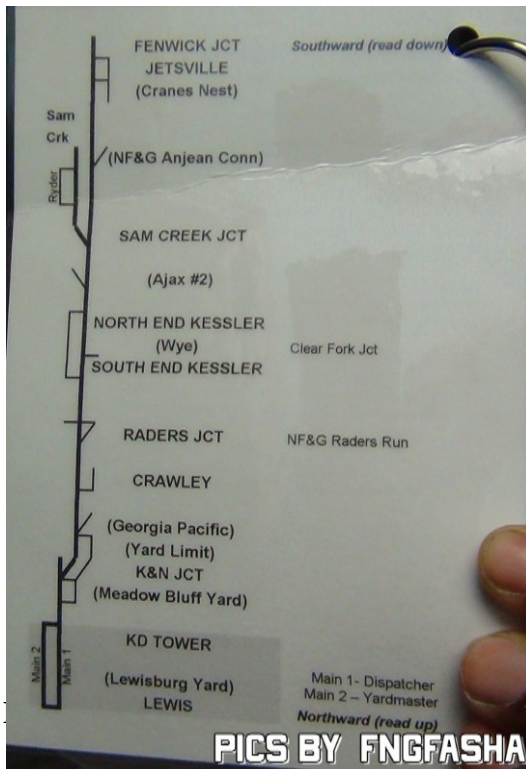 FENWICK JCT Southward (read down)
JETSVILLE
(Cranes Nest)
Sam
Crk
(NF&G Anjean Conn)
Ryder
SAM CREEK JCT
(Ajax #2)
NORTH END KESSLER
(Wye) Clear Fork Jct
SOUTH END KESSLER
RADERS JCT NF&G Raders Run
CRAWLEY
(Georgia Pacific)
(Yard Limit)
K&N JCT
(Meadow Bluff Yard)
KD TOWER
Main 2
Main 1
(Lewisburg Yard) Main 1- Dispatcher
LEWIS Main 2 – Yardmaster
Northward (read up)
PICS BY FNGFASHA